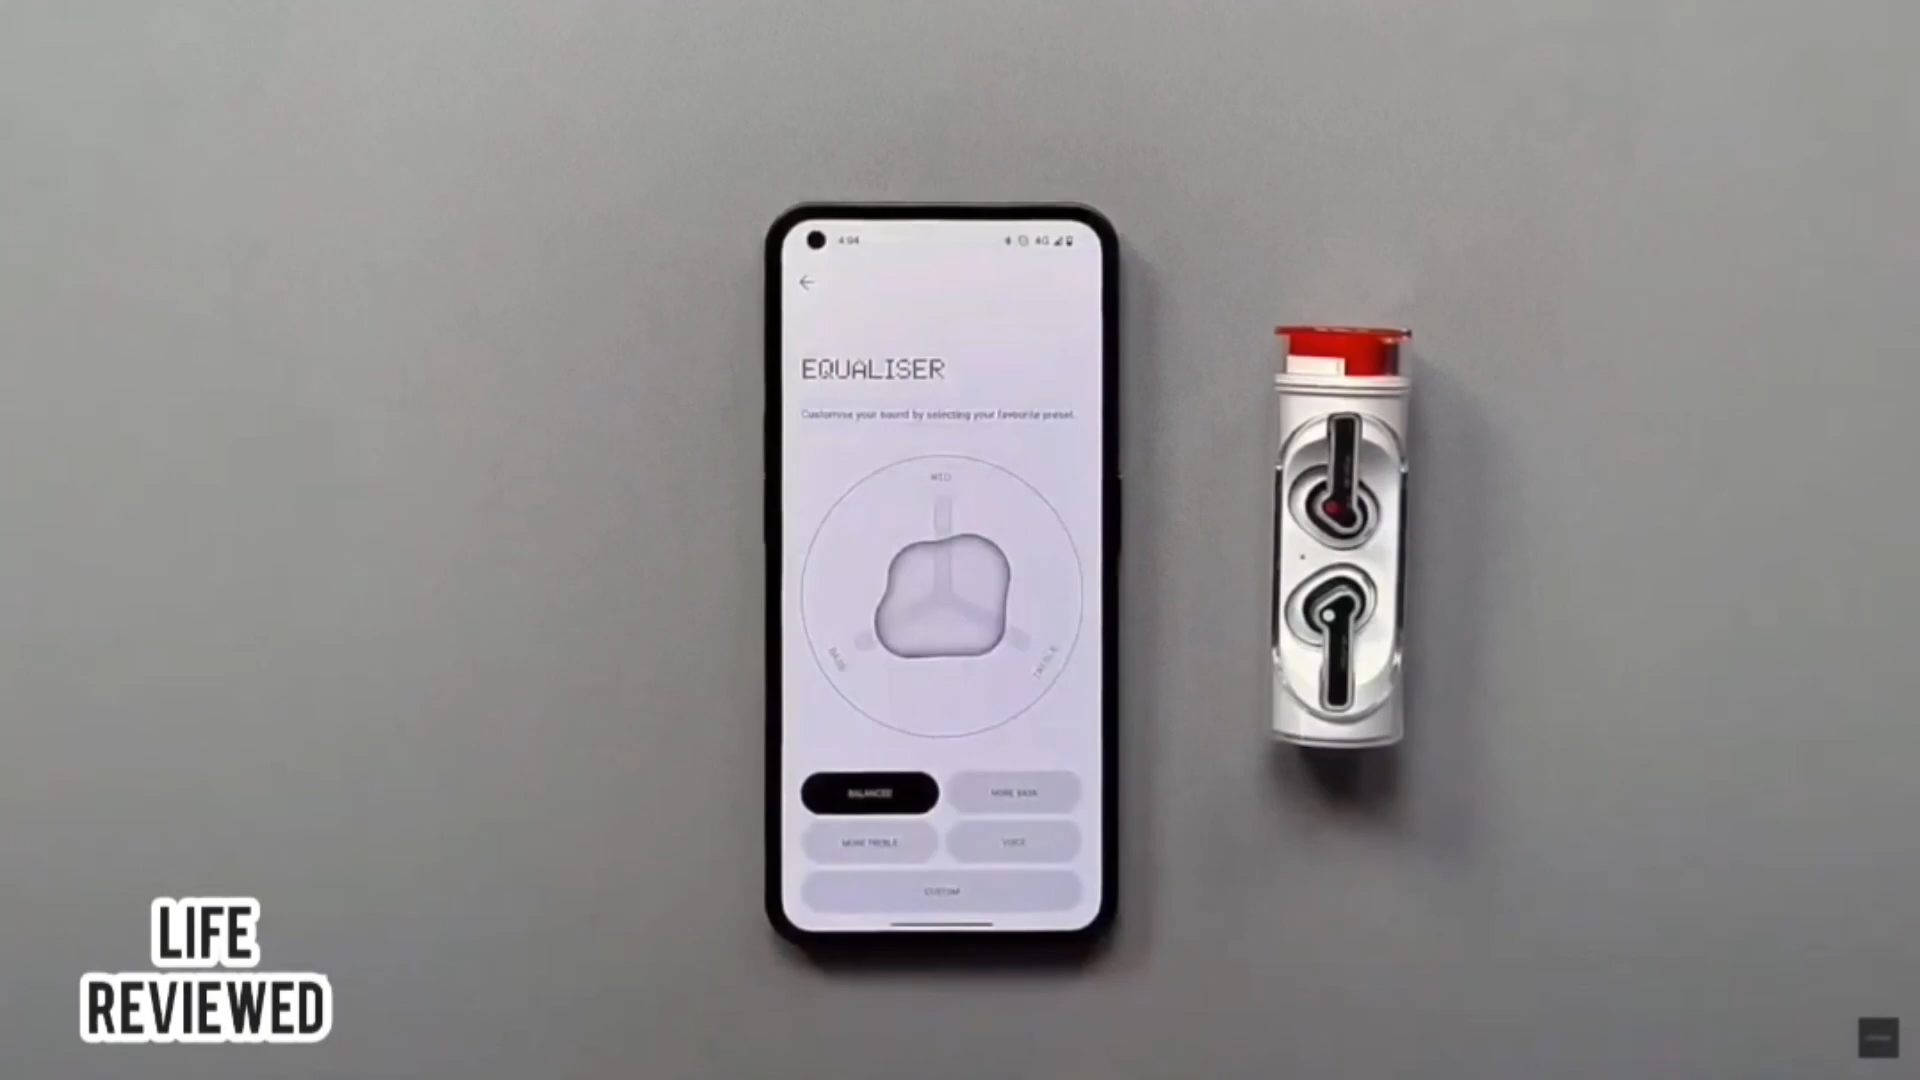 4:04
4G
EQUALISER
Customise your sound by selecting your favourite preset.
MID
BASS
TREBLE
BALANCED
MORE BASS
MORE TREBLE
VOICE
CUSTOM
LIFE
REVIEWED